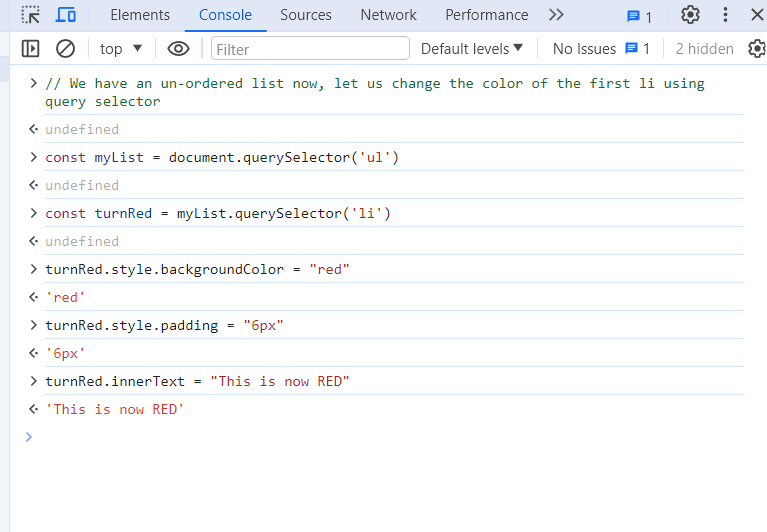 Elements Console Sources Network Performance 1
top Filter Default levels No Issues 1 2 hidden
// We have an un-ordered list now, let us change the color of the first li using
query selector
undefined
const myList = document.querySelector('ul')
undefined
const turnRed = myList.querySelector('li')
undefined
turnRed.style.backgroundColor = "red"
'red'
turnRed.style.padding = "6px"
'6px'
turnRed.innerText = "This is now RED"
'This is now RED'